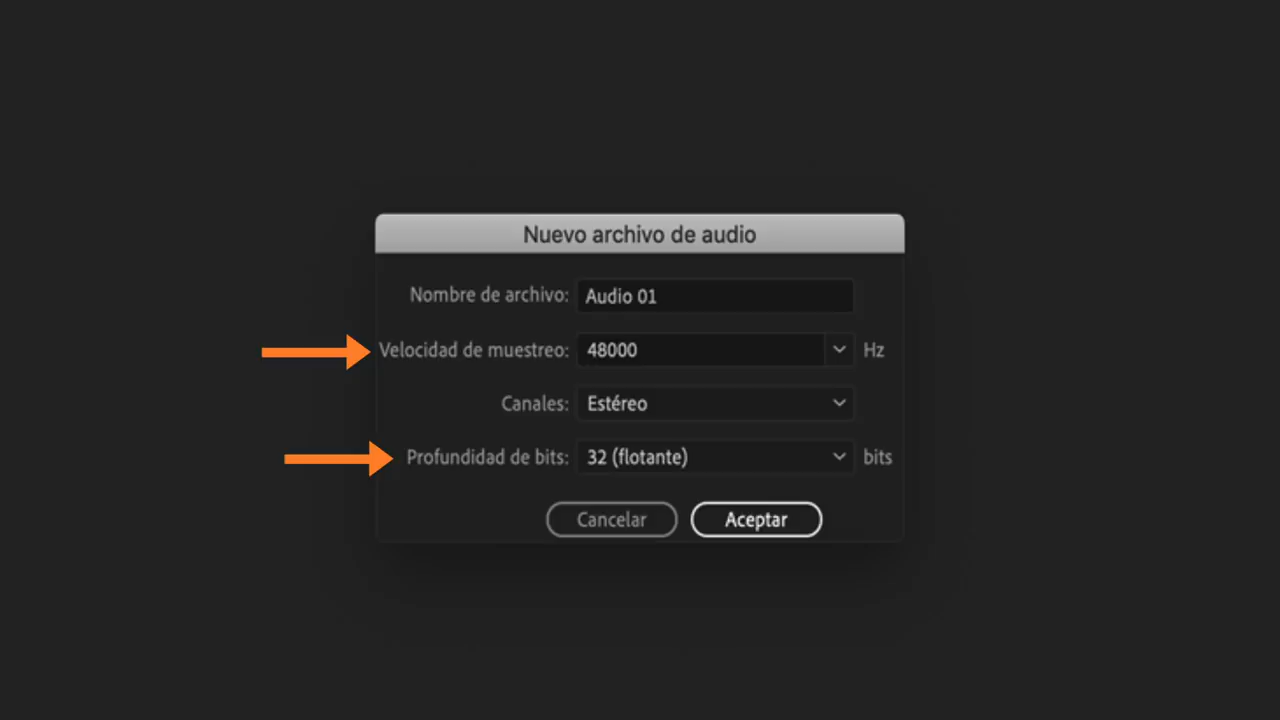 Nuevo archivo de audio
Nombre de archivo: Audio 01
Velocidad de muestreo: 48000 Hz
Canales: Estéreo
Profundidad de bits: 32 (flotante) bits
Cancelar Aceptar